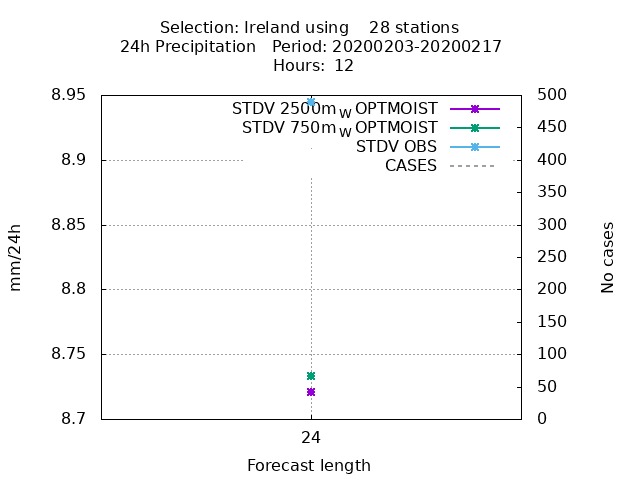 Selection: Ireland using    28 stations
24h Precipitation   Period: 20200203-20200217
Hours:  12
8.95
8.9
8.85
8.8
8.75
8.7
500
450
400
350
300
250
200
150
100
50
0
STDV 2500m_W OPTMOIST
STDV 750m_W OPTMOIST
STDV OBS
CASES
mm/24h
No cases
24
Forecast length